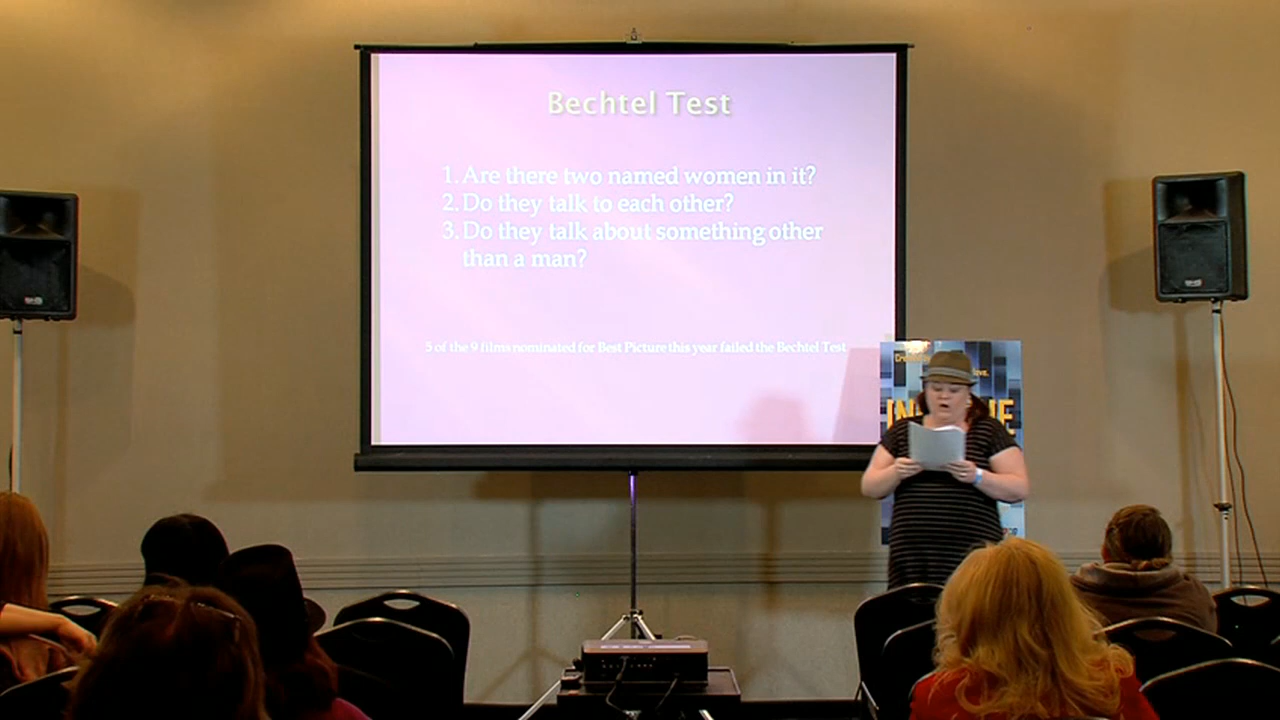 Bechtel Test
1. Are there two named women in it?
2. Do they talk to each other?
3. Do they talk about something other
than a man?
5 of the 9 films nominated for Best Picture this year failed the Bechtel Test